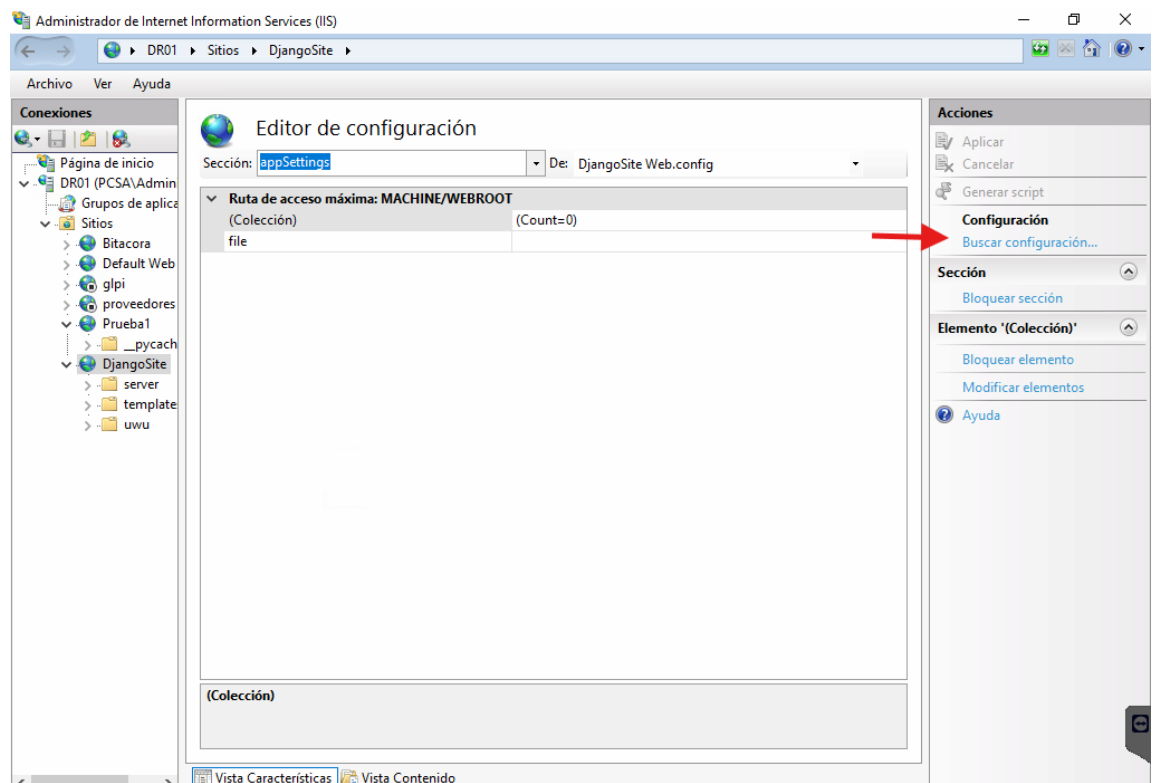 Administrador de Internet Information Services (IIS)
DR01 Sitios DjangoSite
Archivo Ver Ayuda
Conexiones
Página de inicio
DR01 (PCSA\Admin
Grupos de aplica
Sitios
Bitacora
Default Web
glpi
proveedores
Prueba1
__pycach
DjangoSite
server
template
uwu
Editor de configuración
Sección: appSettings De: DjangoSite Web.config
Ruta de acceso máxima: MACHINE/WEBROOT
(Colección) (Count=0)
file
(Colección)
Vista Características Vista Contenido
Acciones
Aplicar
Cancelar
Generar script
Configuración
Buscar configuración...
Sección
Bloquear sección
Elemento '(Colección)'
Bloquear elemento
Modificar elementos
Ayuda